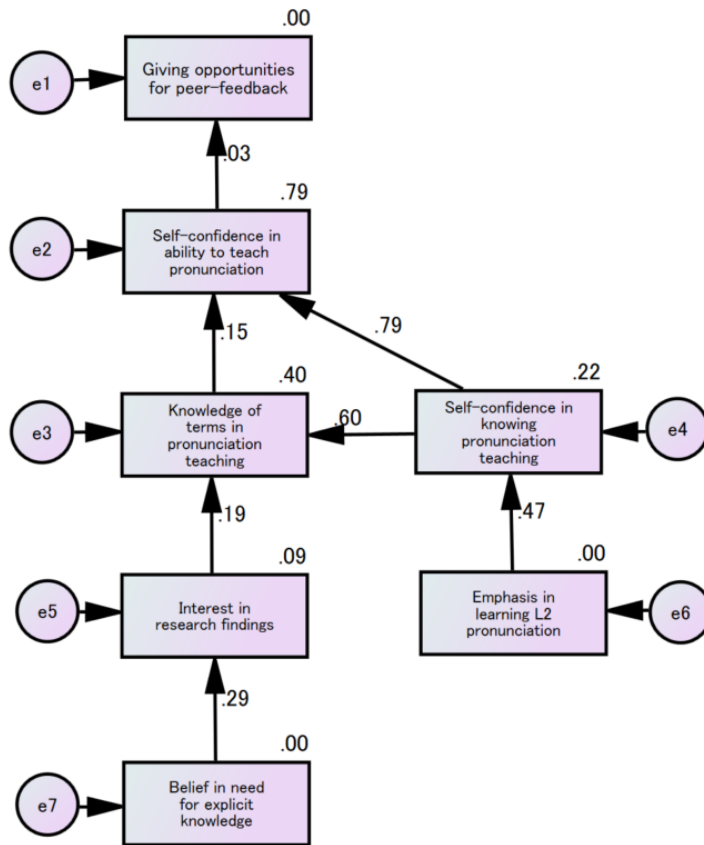 .00
e1
Giving opportunities
for peer-feedback
.03
.79
e2
Self-confidence in
ability to teach
pronunciation
.79
.15
.40
.22
e3
Knowledge of
terms in
pronunciation
teaching
.60
Self-confidence in
knowing
pronunciation
teaching
e4
.19
.47
.09
.00
e5
Interest in
research findings
Emphasis in
learning L2
pronunciation
e6
.29
.00
e7
Belief in need
for explicit
knowledge